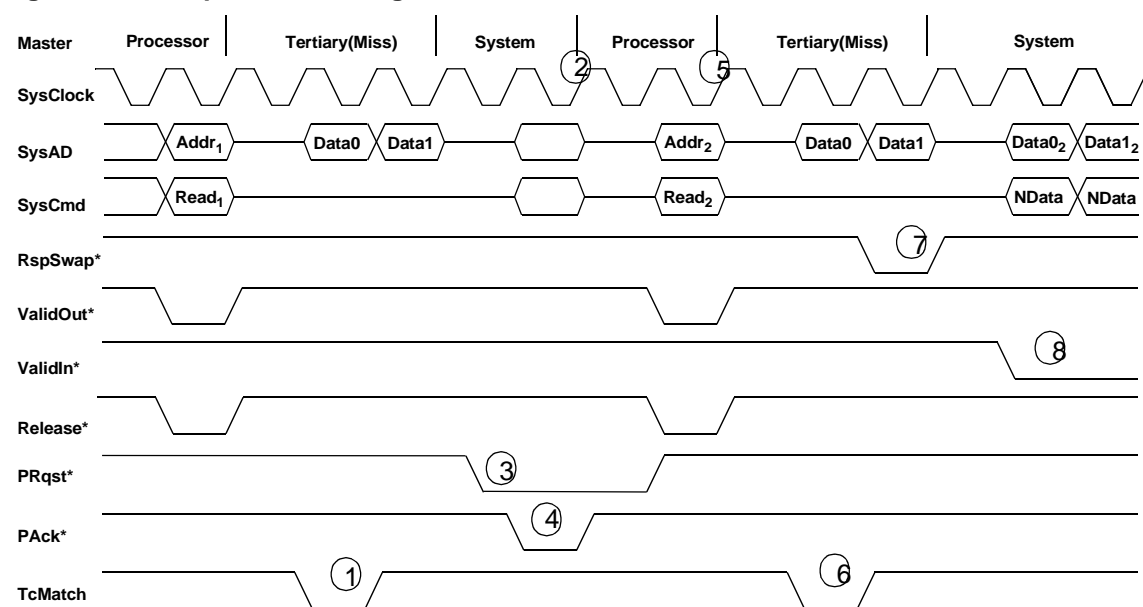 Master Processor Tertiary(Miss) System Processor Tertiary(Miss) System
2 5
SysClock
SysAD Addr1 Data0 Data1 Addr2 Data0 Data1 Data02 Data12
SysCmd Read1 Read2 NData NData
RspSwap* 7
ValidOut*
ValidIn* 8
Release*
PRqst* 3
PAck* 4
TcMatch 1 6